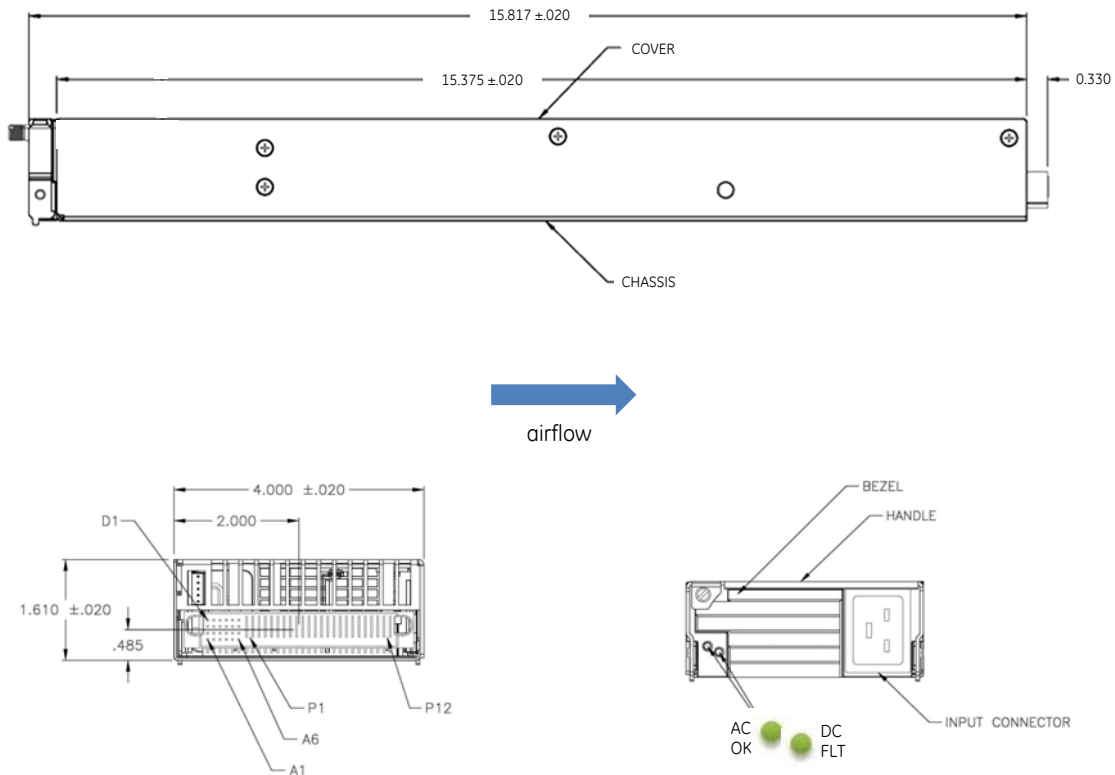 15.817 ±.020
COVER
15.375 ±.020
0.330
CHASSIS
airflow
4.000 ±.020
D1
2.000
1.610 ±.020
.485
P1
P12
A6
A1
BEZEL
HANDLE
INPUT CONNECTOR
AC
OK
DC
FLT